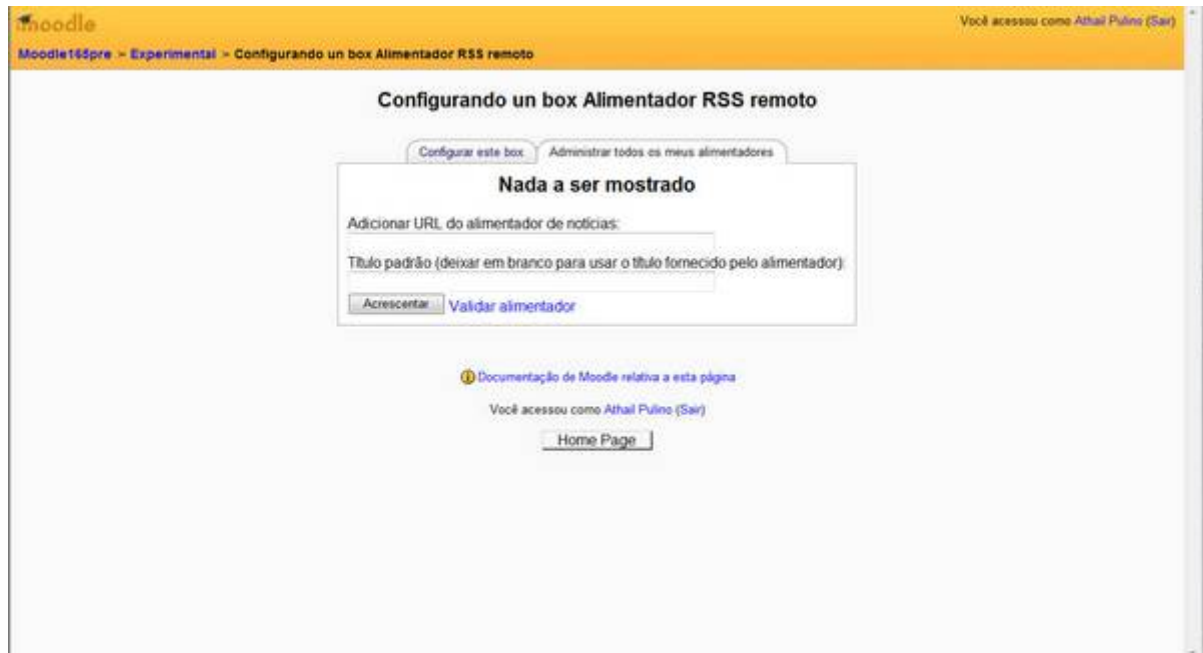 moodle
Você acessou como Athail Pulino (Sair)
Moodle165pre » Experimental » Configurando un box Alimentador RSS remoto
Configurando un box Alimentador RSS remoto
Configurar este box
Administrar todos os meus alimentadores
Nada a ser mostrado
Adicionar URL do alimentador de notícias:
Título padrão (deixar em branco para usar o título fornecido pelo alimentador):
Acrescentar Validar alimentador
Documentação de Moodle relativa a esta página
Você acessou como Athail Pulino (Sair)
Home Page